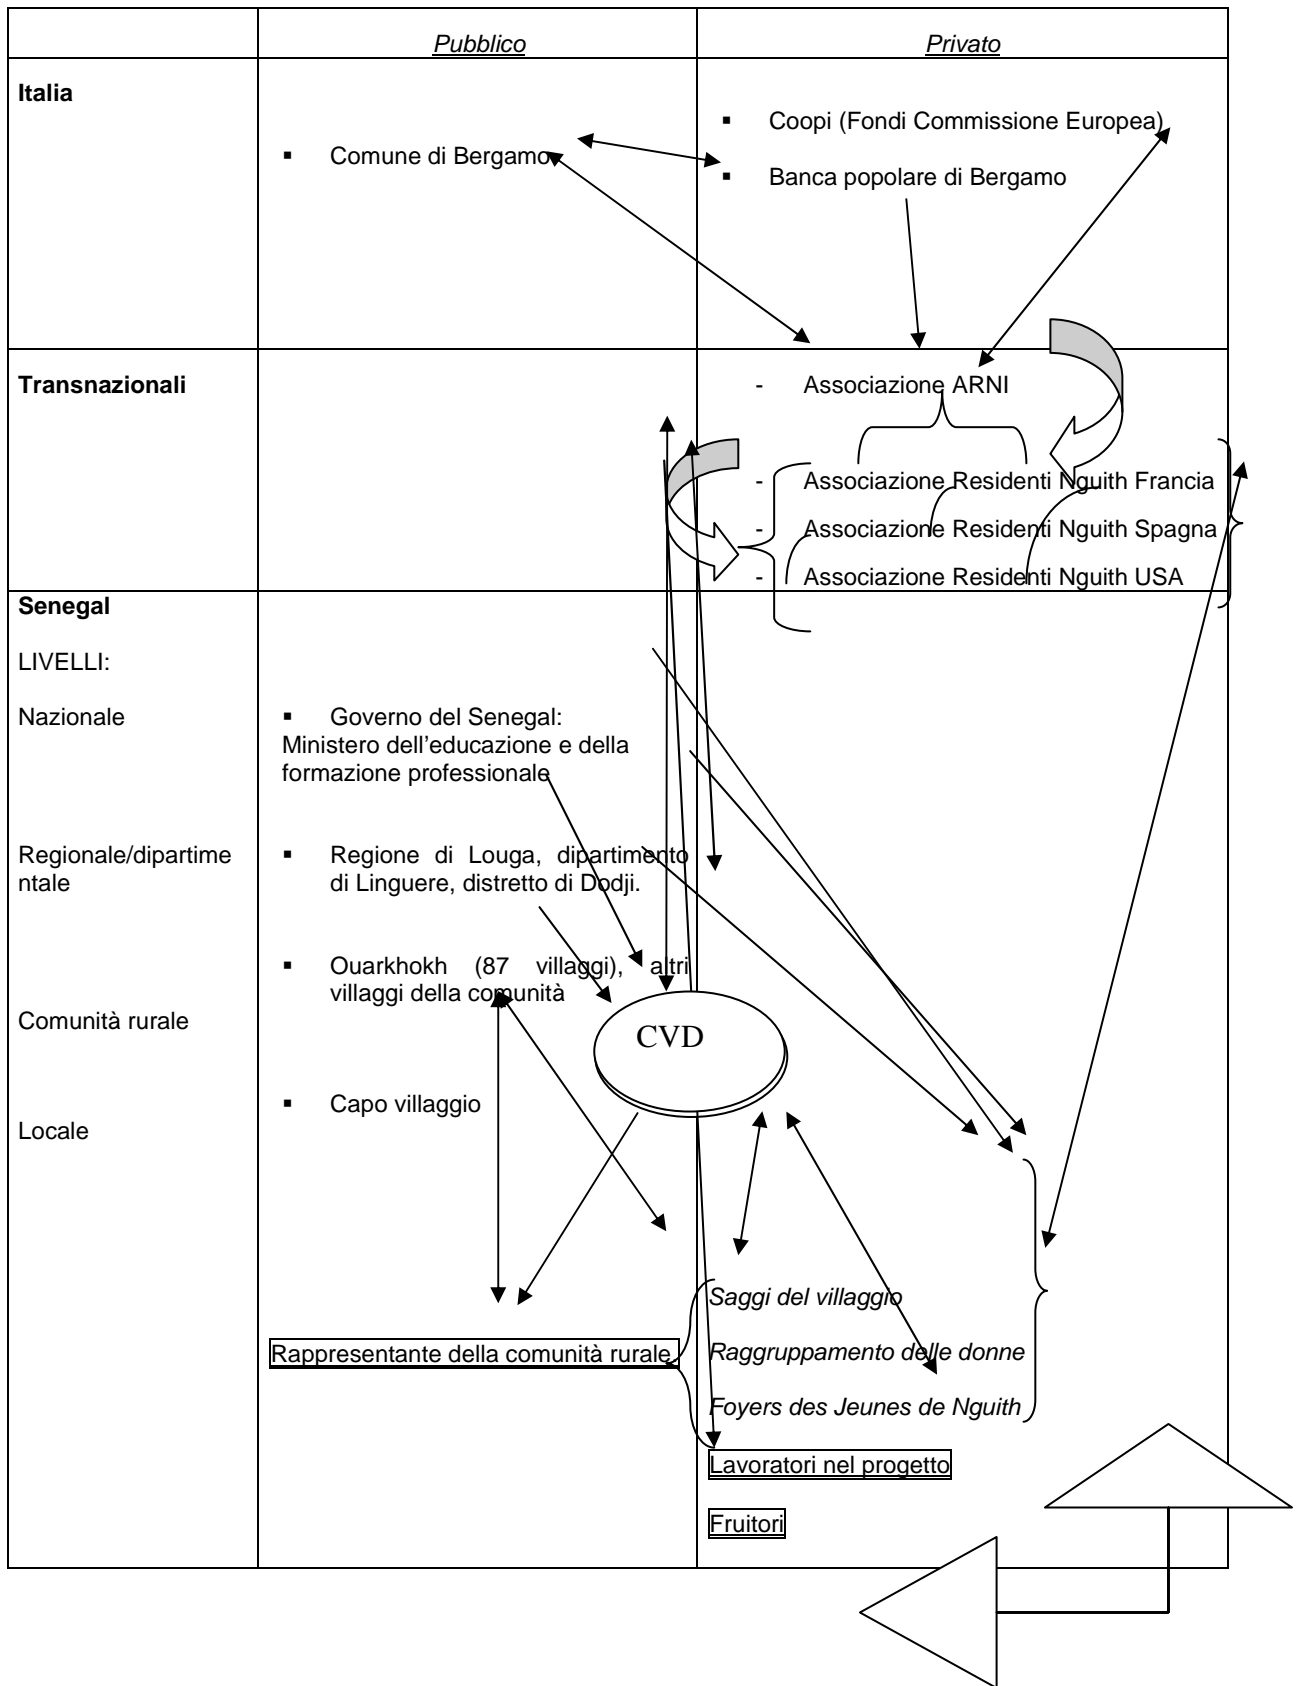 Pubblico Privato
Italia
▪ Coopi (Fondi Commissione Europea)
▪ Comune di Bergamo
▪ Banca popolare di Bergamo
Transnazionali
- Associazione ARNI
- Associazione Residenti Nguith Francia
- Associazione Residenti Nguith Spagna
- Associazione Residenti Nguith USA
Senegal
LIVELLI:
Nazionale
▪ Governo del Senegal:
Ministero dell'educazione e della
formazione professionale
Regionale/dipartime
ntale
▪ Regione di Louga, dipartimento
di Linguere, distretto di Dodji.
▪ Ouarkhokh (87 villaggi), altri
villaggi della comunità
Comunità rurale
CVD
▪ Capo villaggio
Locale
Saggi del villaggio
Rappresentante della comunità rurale
Raggruppamento delle donne
Foyers des Jeunes de Nguith
Lavoratori nel progetto
Fruitori